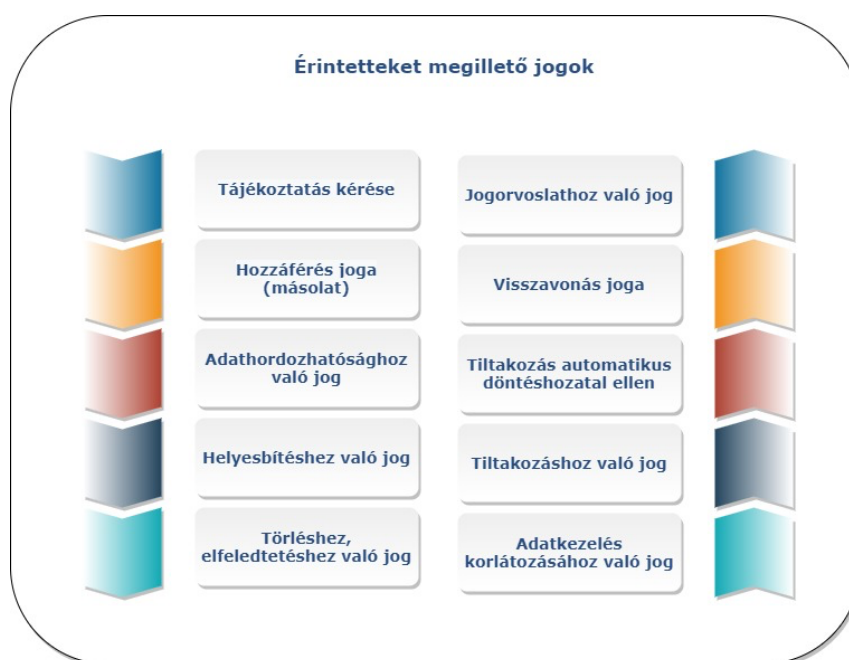 Érintetteket megillető jogok
Tájékoztatás kérése
Hozzáférés joga
(másolat)
Adathordozhatósághoz
való jog
Helyesbítéshez való jog
Törléshez,
elfeledtetéshez való jog
Jogorvoslathoz való jog
Visszavonás joga
Tiltakozás automatikus
döntéshozatal ellen
Tiltakozáshoz való jog
Adatkezelés
korlátozásához való jog